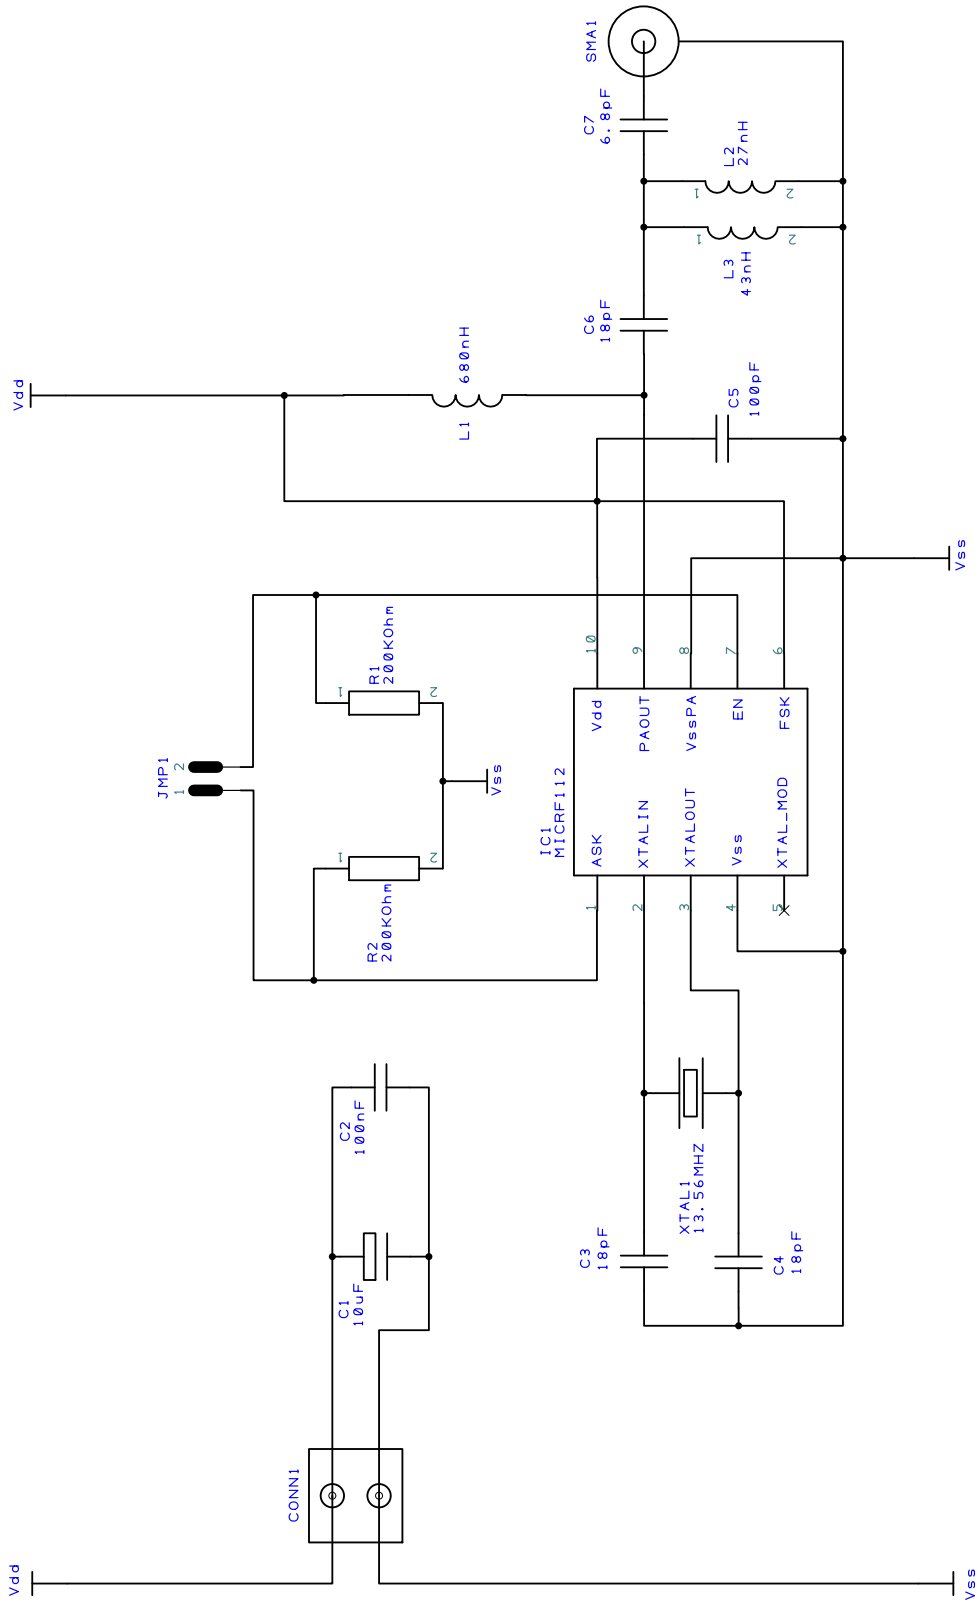 Vdd
Vdd
CONN1
C1
10uF
C2
100nF
JMP1
1
2
R2
200KOhm
1
2
R1
200KOhm
1
2
Vss
L1
680nH
IC1
MICRF112
ASK
XTALIN
XTALOUT
Vss
XTAL_MOD
Vdd
PAOUT
VssPA
EN
FSK
1
2
3
4
5
10
9
8
7
6
C3
18pF
XTAL1
13.56MHZ
C4
18pF
C5
100pF
C6
18pF
L3
43nH
1
2
L2
27nH
1
2
C7
6.8pF
SMA1
Vss
Vss